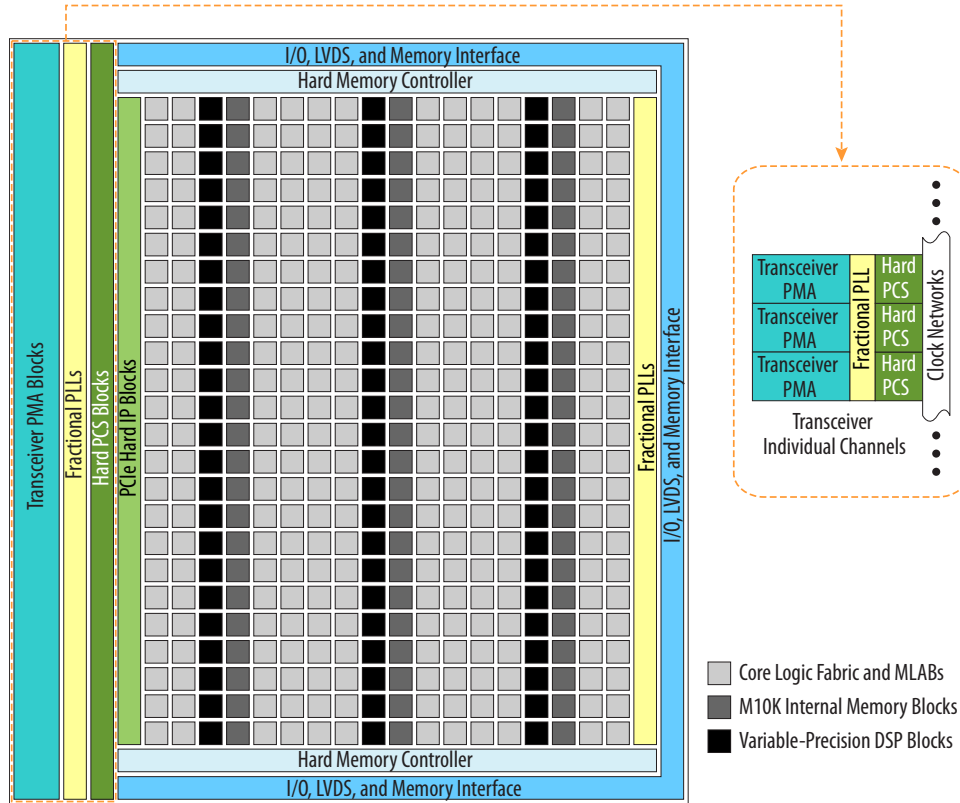 I/O, LVDS, and Memory Interface
Hard Memory Controller
Transceiver PMA Blocks
Fractional PLLs
Hard PCS Blocks
PCIe Hard IP Blocks
Fractional PLLs
I/O, LVDS, and Memory Interface
Hard Memory Controller
I/O, LVDS, and Memory Interface
Transceiver
PMA
Transceiver
PMA
Transceiver
PMA
Fractional PLL
Hard
PCS
Hard
PCS
Hard
PCS
Clock Networks
Transceiver
Individual Channels
Core Logic Fabric and MLABs
M10K Internal Memory Blocks
Variable-Precision DSP Blocks